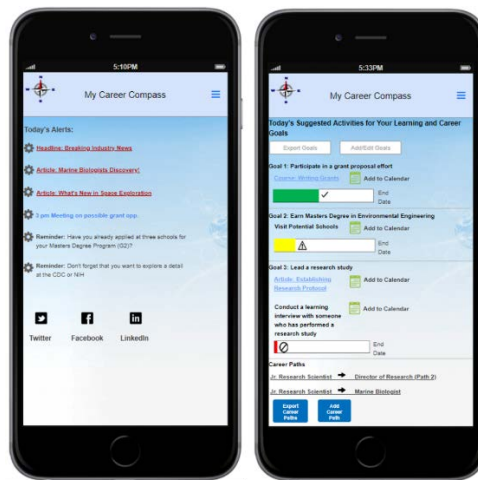 5:10PM
My Career Compass
Today's Alerts:
Headline: Breaking Industry News
Article: Marine Biologists Discovery!
Article: What's New in Space Exploration
3 pm Meeting on possible grant opp.
Reminder: Have you already applied at three schools for
your Masters Degree Program (G2)?
Reminder: Don't forget that you want to explore a detail
at the CDC or NIH
Twitter
Facebook
LinkedIn
5:33PM
My Career Compass
Today's Suggested Activities for Your Learning and Career
Goals
Export Goals
Add/Edit Goals
Goal 1: Participate in a grant proposal effort
Course: Writing Grants
Add to Calendar
End
Date
Goal 2: Earn Masters Degree in Environmental Engineering
Visit Potential Schools
Add to Calendar
End
Date
Goal 3: Lead a research study
Article: Establishing
Research Protocol
Add to Calendar
Conduct a learning
interview with someone
who has performed a
research study
Add to Calendar
End
Date
Career Paths
Jr. Research Scientist
Director of Research (Path 2)
Jr. Research Scientist
Marine Biologist
Export
Career
Paths
Add
Career
Path